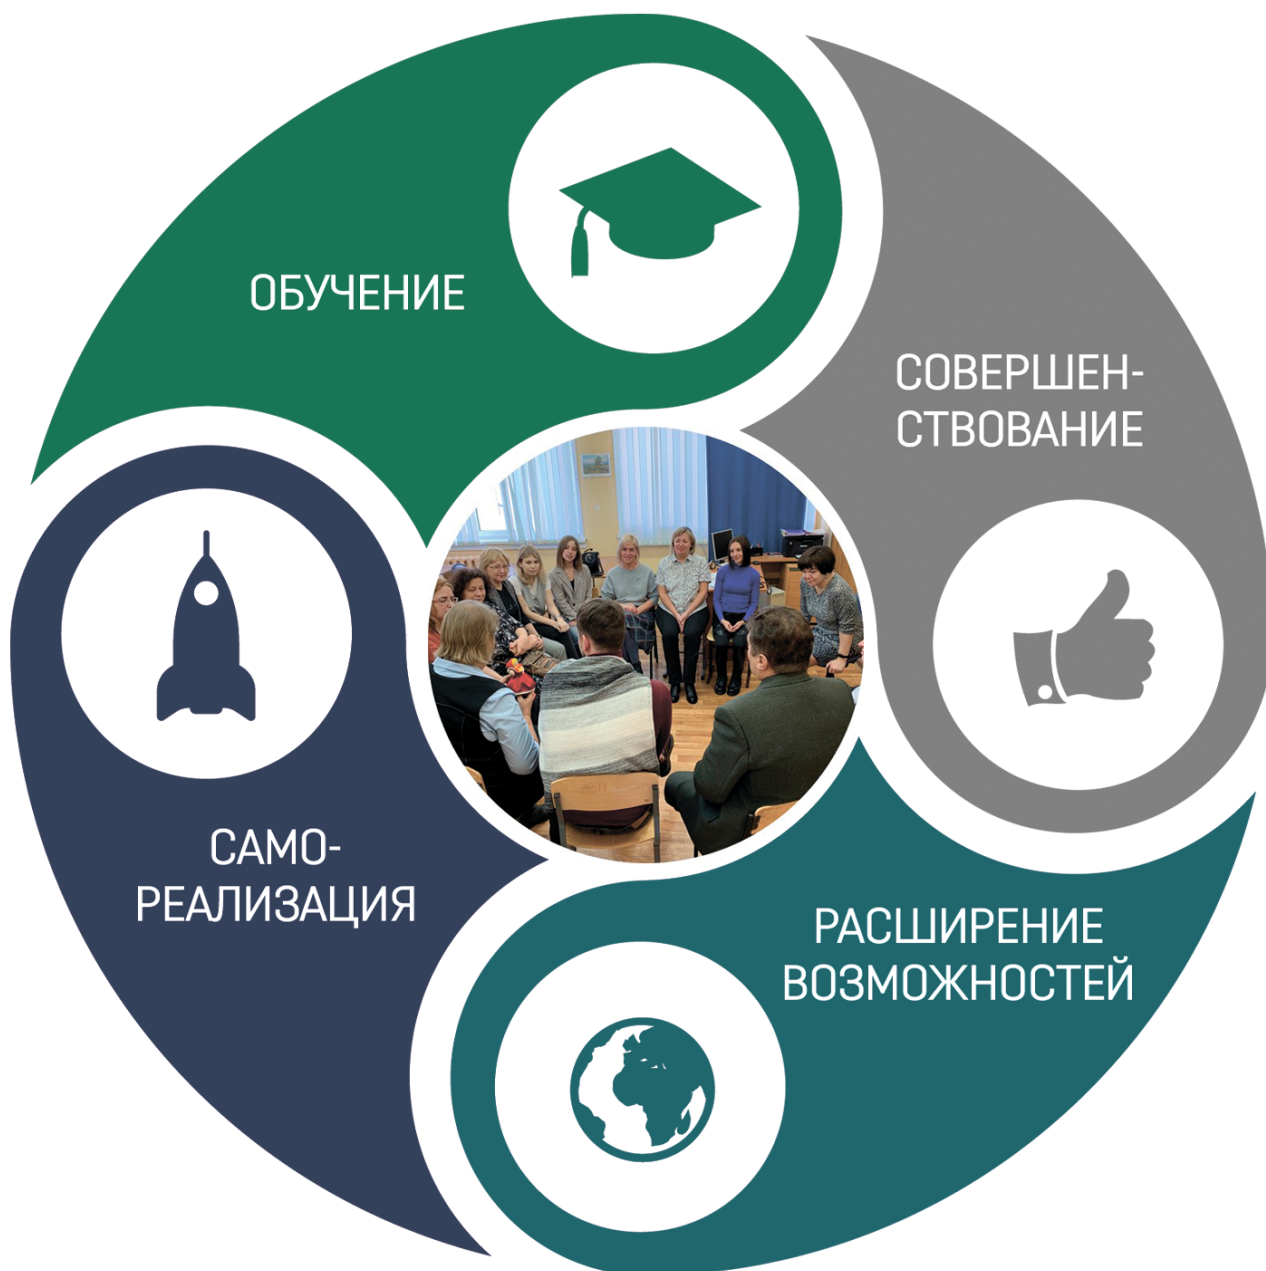 ОБУЧЕНИЕ
СОВЕРШЕН-
СТВОВАНИЕ
РАСШИРЕНИЕ
ВОЗМОЖНОСТЕЙ
САМО-
РЕАЛИЗАЦИЯ